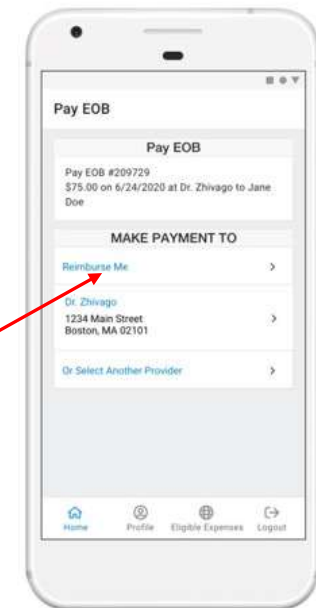 Pay EOB
Pay EOB
Pay EOB #209729
$75.00 on 6/24/2020 at Dr. Zhivago to Jane
Doe
MAKE PAYMENT TO
Reimburse Me
Dr. Zhivago
1234 Main Street
Boston, MA 02101
Or Select Another Provider
Home
Profile
Eligible Expenses
Logout